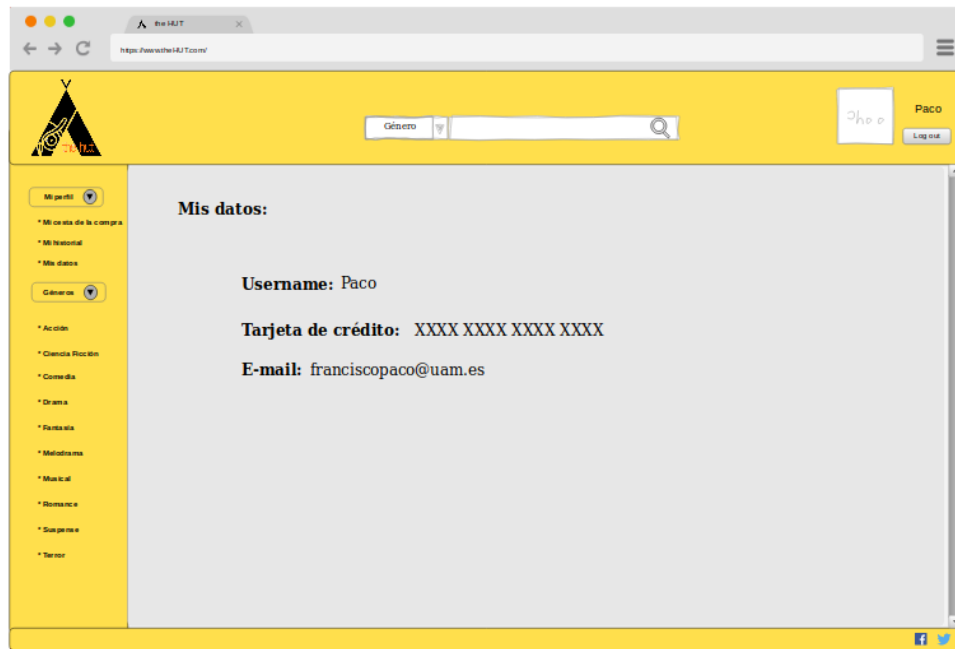 the HUT
https://www.theHUT.com/
the hut
Género
Paco
Log out
Mi perfil
* Mi cesta de la compra
* Mi historial
* Mis datos
Géneros
* Acción
* Ciencia Ficción
* Comedia
* Drama
* Fantasía
* Melodrama
* Musical
* Romance
* Suspense
* Terror
Mis datos:
Username: Paco
Tarjeta de crédito: XXXX XXXX XXXX XXXX
E-mail: franciscopaco@uam.es